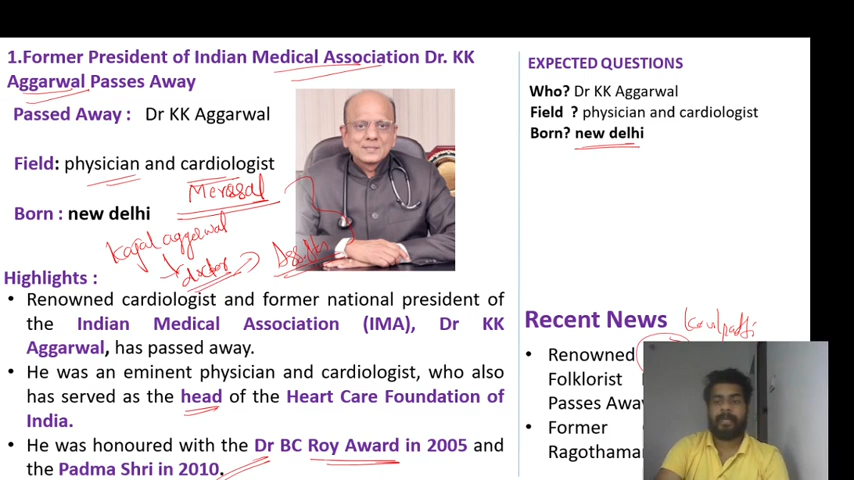 1.Former President of Indian Medical Association Dr. KK
Aggarwal Passes Away
Passed Away : Dr KK Aggarwal
Field: physician and cardiologist
Mersal
Born : new delhi
Kajal aggarwal
doctor
Highlights :
• Renowned cardiologist and former national president of
the Indian Medical Association (IMA), Dr KK
Aggarwal, has passed away.
• He was an eminent physician and cardiologist, who also
has served as the head of the Heart Care Foundation of
India.
• He was honoured with the Dr BC Roy Award in 2005 and
the Padma Shri in 2010.
EXPECTED QUESTIONS
Who? Dr KK Aggarwal
Field ? physician and cardiologist
Born? new delhi
Recent News
• Renowned
Folklorist
Passes Away
• Former